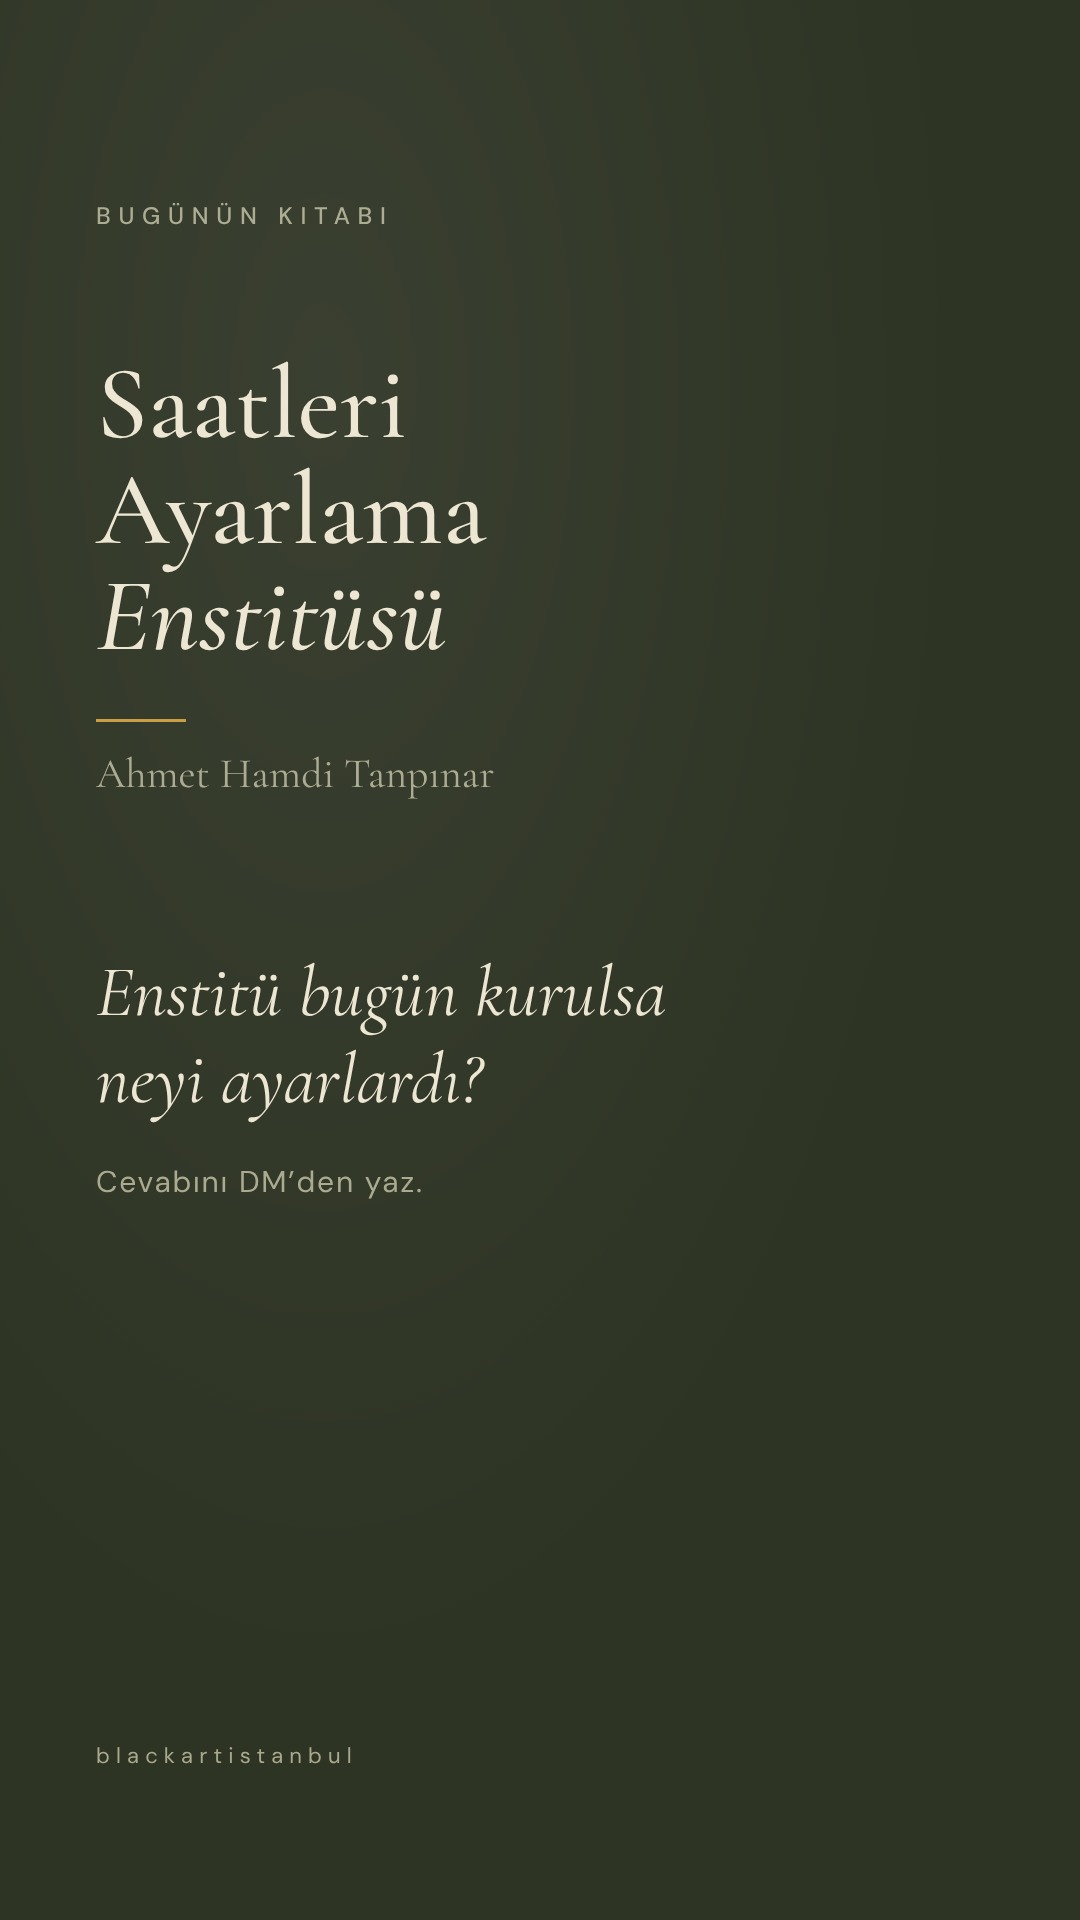 BUGÜNÜN KITABI
Saatleri
Ayarlama
Enstitüsü
Ahmet Hamdi Tanpınar
Enstitü bugün kurulsa
neyi ayarlardı?
Cevabını DM’den yaz.
blackartistanbul